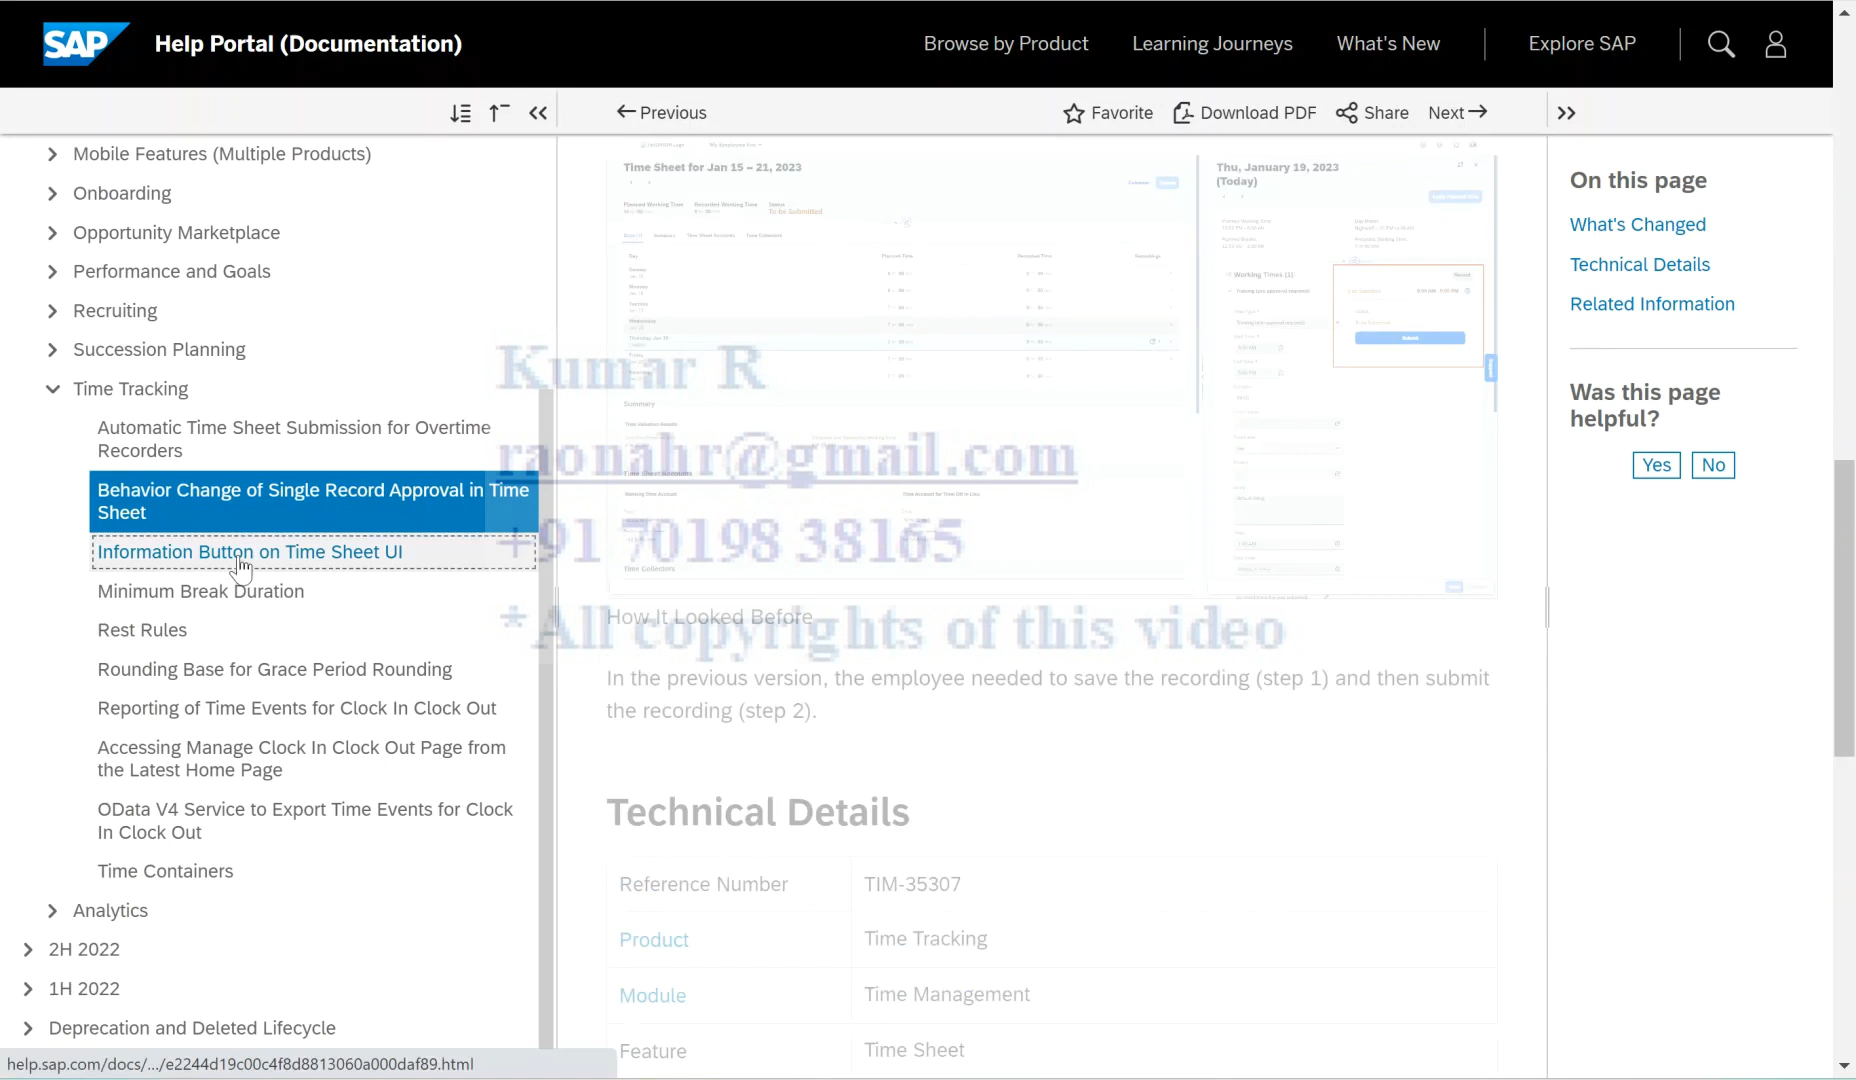 SAP Help Portal (Documentation) Browse by Product Learning Journeys What's New Explore SAP
Previous Favorite Download PDF Share Next
Mobile Features (Multiple Products)
Onboarding
Opportunity Marketplace
Performance and Goals
Recruiting
Succession Planning
Time Tracking
Automatic Time Sheet Submission for Overtime
Recorders
Behavior Change of Single Record Approval in Time
Sheet
Information Button on Time Sheet UI
Minimum Break Duration
Rest Rules
Rounding Base for Grace Period Rounding
Reporting of Time Events for Clock In Clock Out
Accessing Manage Clock In Clock Out Page from
the Latest Home Page
OData V4 Service to Export Time Events for Clock
In Clock Out
Time Containers
Analytics
2H 2022
1H 2022
Deprecation and Deleted Lifecycle
help.sap.com/docs/.../e2244d19c00c4f8d8813060a000daf89.html
Time Sheet for Jan 15 – 21, 2023
Planned Working Time Recorded Working Time Status
To be Submitted
Summary
Time Sheet Accounts
Time Collectors
Thu, January 19, 2023
(Today)
Working Times (1)
Record
Submit
Kumar R
raonahr@gmail.com
+91 70198 38165
*All copyrights of this video
How It Looked Before
In the previous version, the employee needed to save the recording (step 1) and then submit
the recording (step 2).
Technical Details
Reference Number TIM-35307
Product Time Tracking
Module Time Management
Feature Time Sheet
On this page
What's Changed
Technical Details
Related Information
Was this page
helpful?
Yes No